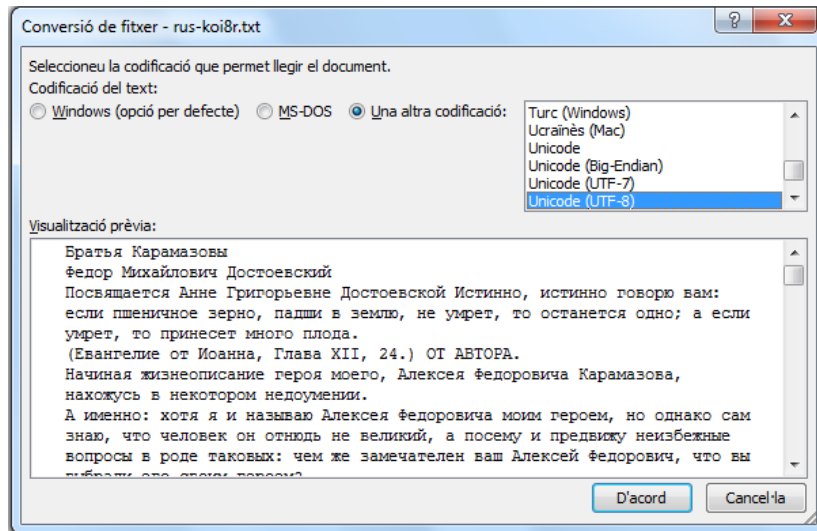 Conversió de fitxer - rus-koi8r.txt
Seleccioneu la codificació que permet llegir el document.
Codificació del text:
Windows (opció per defecte) MS-DOS Una altra codificació:
Turc (Windows)
Ucraïnès (Mac)
Unicode
Unicode (Big-Endian)
Unicode (UTF-7)
Unicode (UTF-8)
Visualització prèvia:
Братья Карамазовы
Федор Михайлович Достоевский
Посвящается Анне Григорьевне Достоевской Истинно, истинно говорю вам:
если пшеничное зерно, падши в землю, не умрет, то останется одно; а если
умрет, то принесет много плода.
(Евангелие от Иоанна, Глава XII, 24.) ОТ АВТОРА.
Начиная жизнеописание героя моего, Алексея Федоровича Карамазова,
нахожусь в некотором недоумении.
А именно: хотя я и называю Алексея Федоровича моим героем, но однако сам
знаю, что человек он отнюдь не великий, а посему и предвижу неизбежные
вопросы в роде таковых: чем же замечателен ваш Алексей Федорович, что вы
выбрали его своим героем?
D'acord Cancel·la